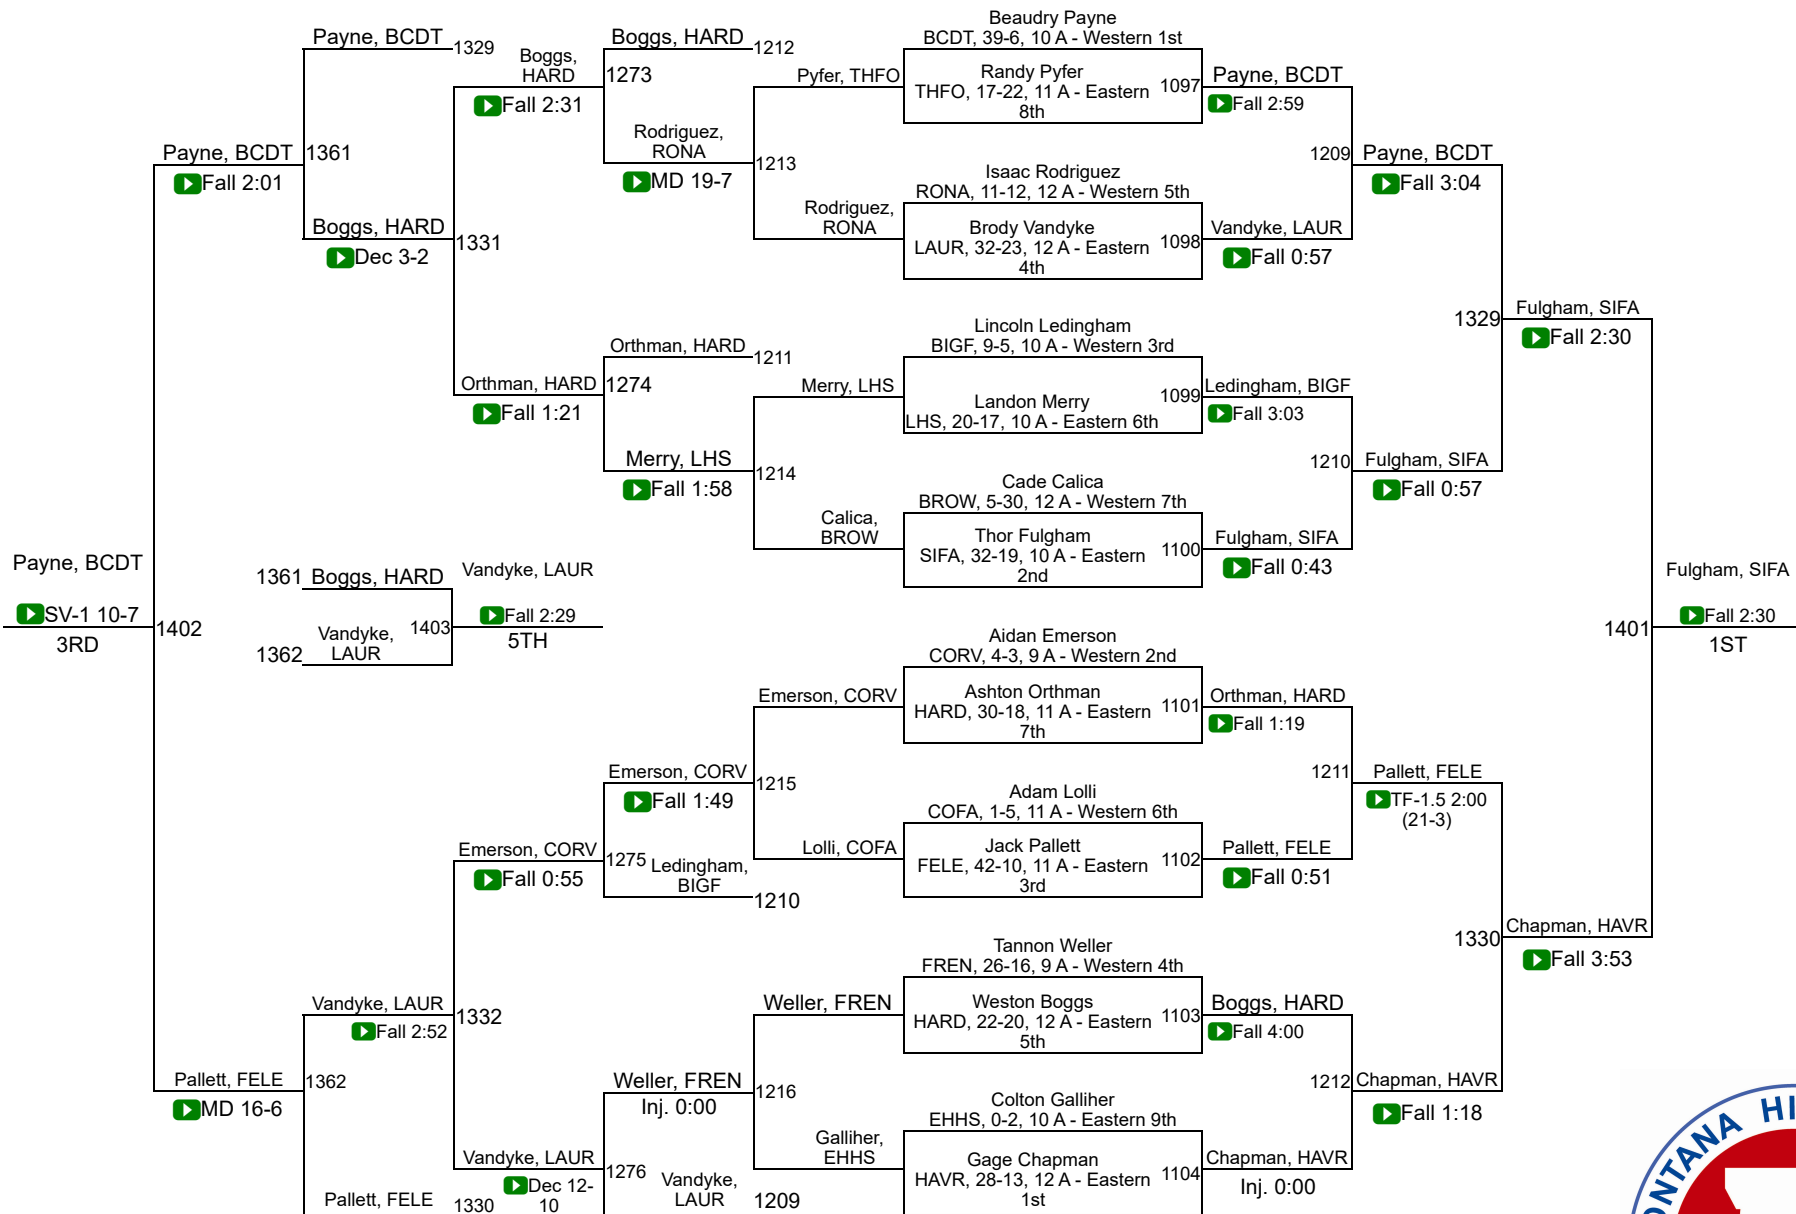 Beaudry Payne
BCDT, 39-6, 10 A - Western 1st
Payne, BCDT
1329
Boggs,
HARD
Boggs, HARD
1212
1273
Pyfer, THFO
Randy Pyfer
THFO, 17-22, 11 A - Eastern
8th
1097
Payne, BCDT
Fall 2:59
Fall 2:31
Rodriguez,
RONA
MD 19-7
1213
Payne, BCDT
Fall 2:01
1361
Isaac Rodriguez
RONA, 11-12, 12 A - Western 5th
1209
Payne, BCDT
Fall 3:04
Boggs, HARD
Dec 3-2
1331
Rodriguez,
RONA
Brody Vandyke
LAUR, 32-23, 12 A - Eastern
4th
1098
Vandyke, LAUR
Fall 0:57
Lincoln Ledingham
BIGF, 9-5, 10 A - Western 3rd
1329
Fulgham, SIFA
Fall 2:30
Orthman, HARD
1211
Orthman, HARD
Fall 1:21
1274
Merry, LHS
Landon Merry
LHS, 20-17, 10 A - Eastern 6th
1099
Ledingham, BIGF
Fall 3:03
Merry, LHS
Fall 1:58
1214
Cade Calica
BROW, 5-30, 12 A - Western 7th
1210
Fulgham, SIFA
Fall 0:57
Calica,
BROW
Thor Fulgham
SIFA, 32-19, 10 A - Eastern
2nd
1100
Fulgham, SIFA
Fall 0:43
Payne, BCDT
SV-1 10-7
3RD
1402
1361
Boggs, HARD
1362
Vandyke,
LAUR
1403
Vandyke, LAUR
Fall 2:29
5TH
1401
Fulgham, SIFA
Fall 2:30
1ST
Aidan Emerson
CORV, 4-3, 9 A - Western 2nd
Emerson, CORV
Ashton Orthman
HARD, 30-18, 11 A - Eastern
7th
1101
Orthman, HARD
Fall 1:19
Emerson, CORV
Fall 1:49
1215
Adam Lolli
COFA, 1-5, 11 A - Western 6th
1211
Pallett, FELE
TF-1.5 2:00
(21-3)
Emerson, CORV
Fall 0:55
1275
Ledingham,
BIGF
1210
Lolli, COFA
Jack Pallett
FELE, 42-10, 11 A - Eastern
3rd
1102
Pallett, FELE
Fall 0:51
Tannon Weller
FREN, 26-16, 9 A - Western 4th
1330
Chapman, HAVR
Fall 3:53
Vandyke, LAUR
Fall 2:52
1332
Weller, FREN
Weston Boggs
HARD, 22-20, 12 A - Eastern
5th
1103
Boggs, HARD
Fall 4:00
Pallett, FELE
MD 16-6
1362
Weller, FREN
Inj. 0:00
1216
Colton Galliher
EHHS, 0-2, 10 A - Eastern 9th
1212
Chapman, HAVR
Fall 1:18
Galliher,
EHHS
Gage Chapman
HAVR, 28-13, 12 A - Eastern
1st
1104
Chapman, HAVR
Inj. 0:00
Vandyke, LAUR
Dec 12-
10
1276
Vandyke,
LAUR
1209
Pallett, FELE
1330